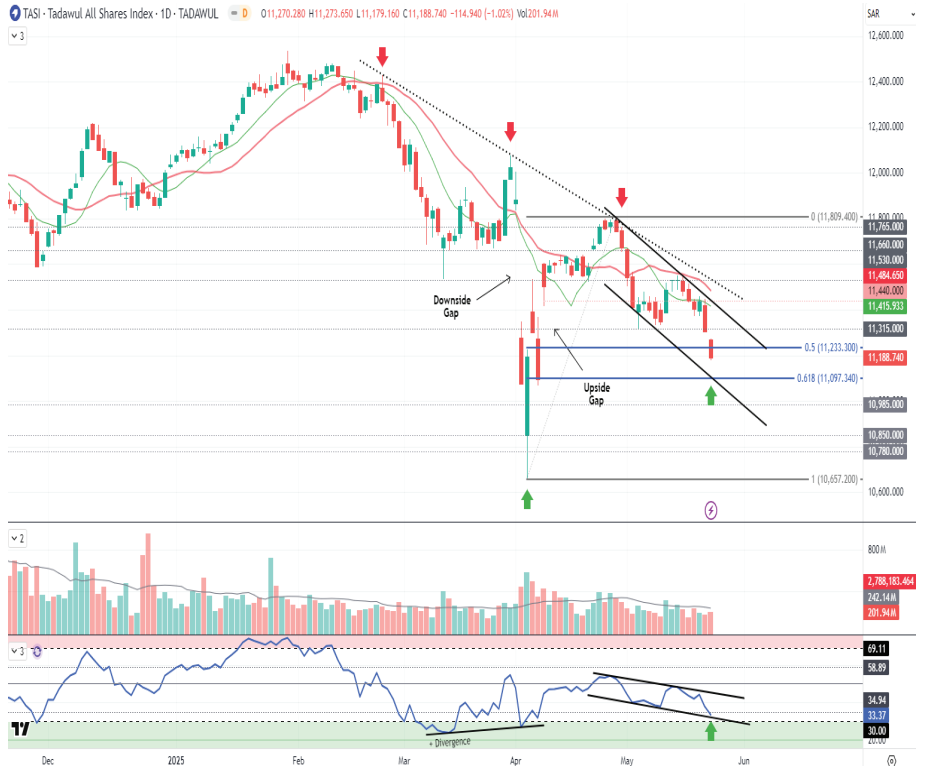 TASI · Tadawul All Shares Index · 1D · TADAWUL D O11,270.280 H11,273.650 L11,179.160 C11,188.740 -114.940 (-1.02%) Vol201.94M
SAR
3
12,600.000
12,400.000
12,200.000
12,000.000
11,800.000
0 (11,809.400)
11,765.000
11,660.000
11,530.000
11,484.650
11,440.000
11,415.933
11,315.000
Downside
Gap
0.5 (11,233.300)
11,188.740
0.618 (11,097.340)
Upside
Gap
10,985.000
10,850.000
10,780.000
1 (10,657.200)
10,600.000
2
800M
2,788,183.464
242.14M
201.94M
3
69.11
58.89
34.94
33.37
30.00
20.00
+ Divergence
Dec 2025 Feb Mar Apr May Jun